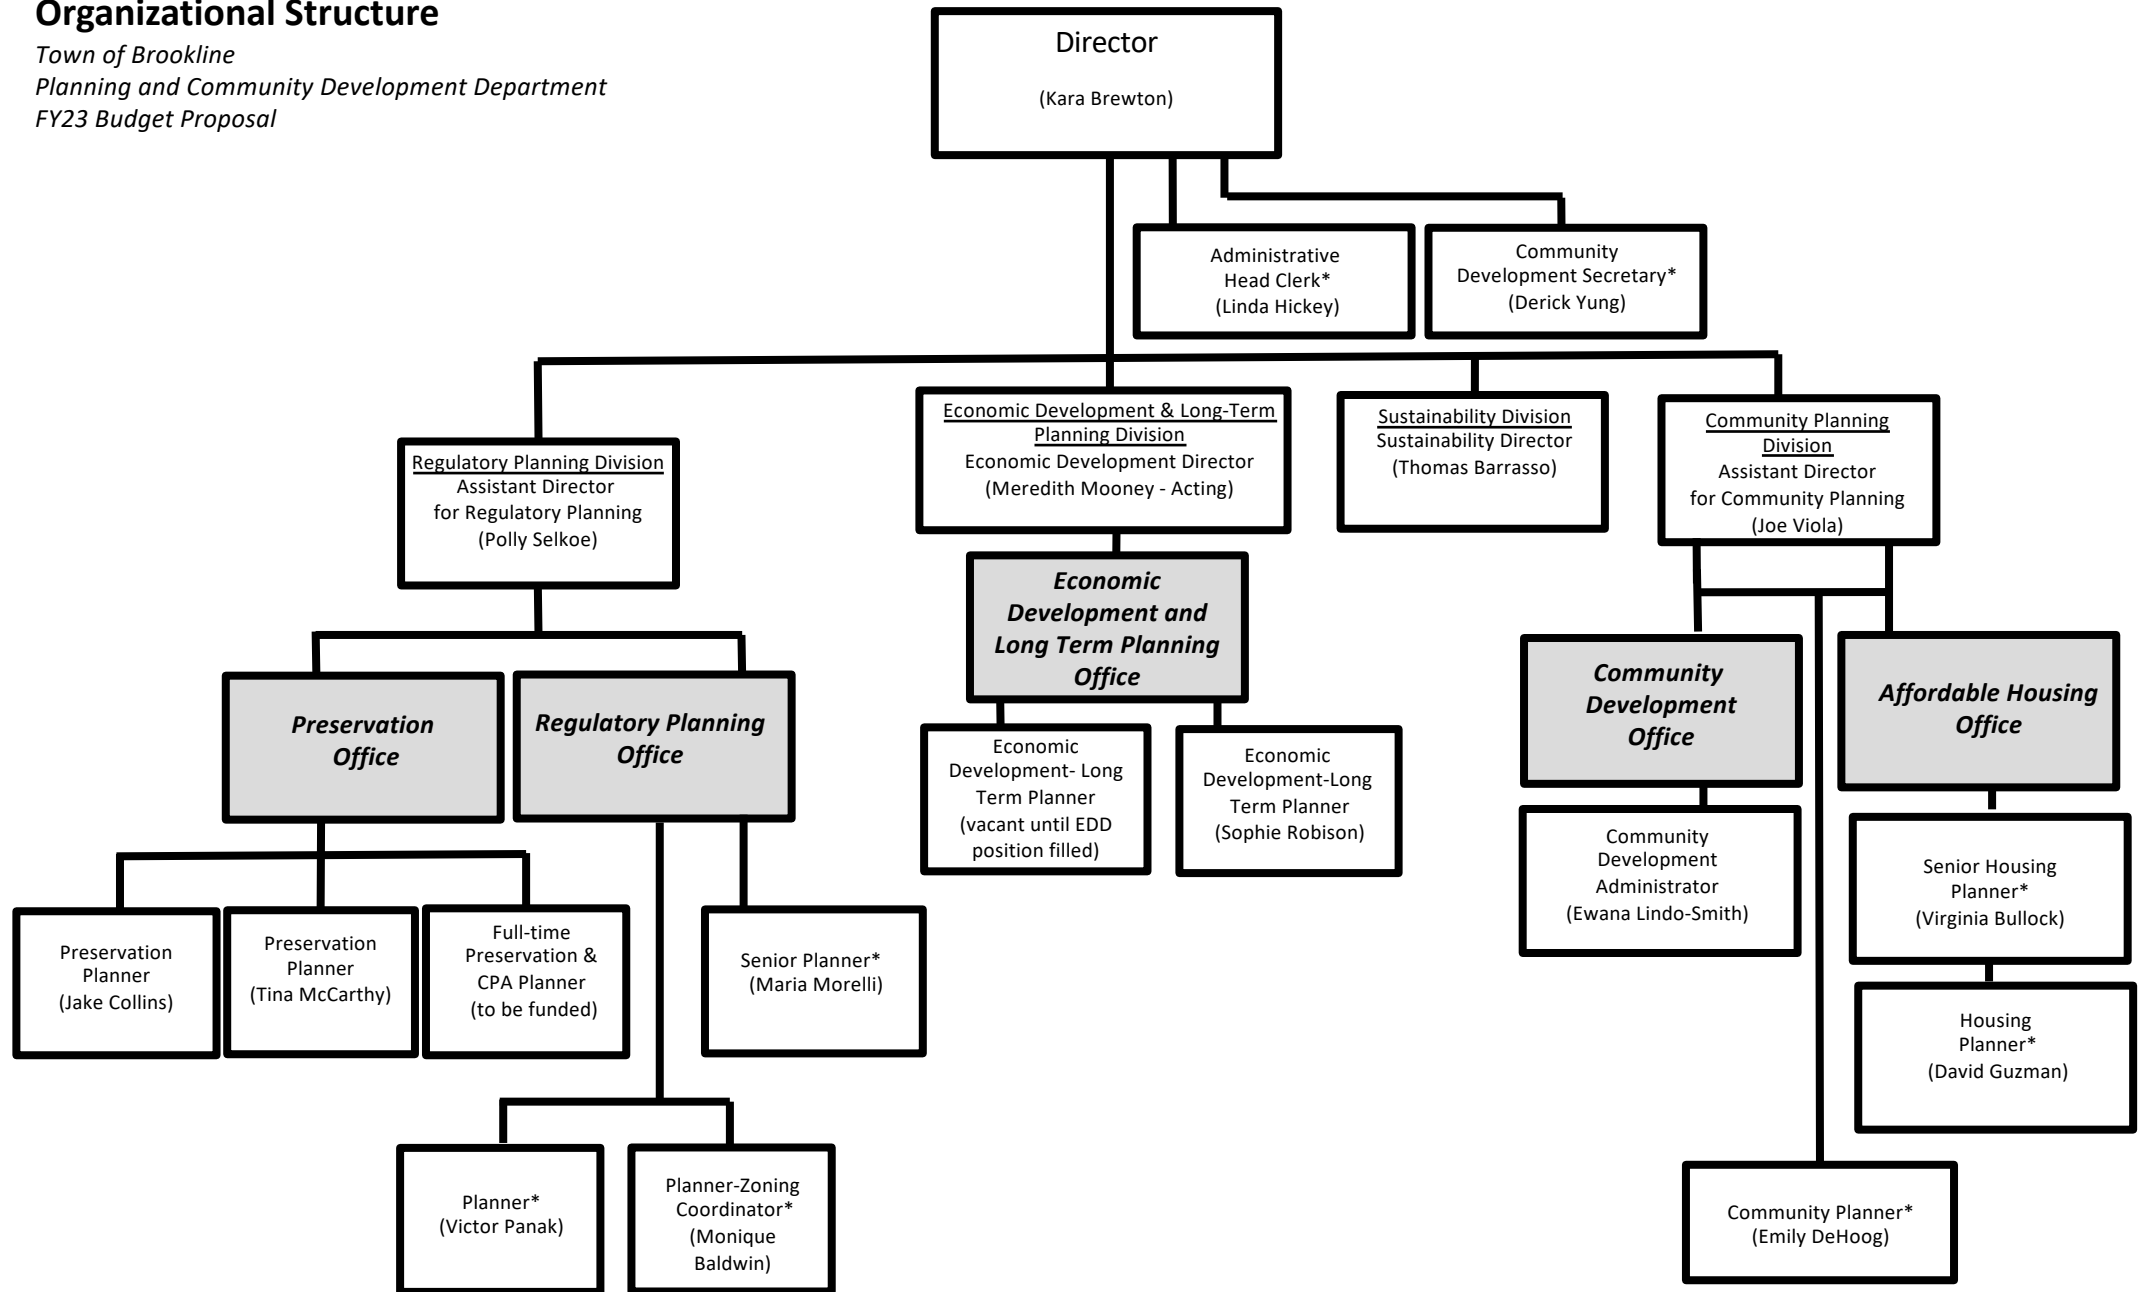 Organizational Structure
Town of Brookline
Planning and Community Development Department
FY23 Budget Proposal
Director
(Kara Brewton)
Administrative
Head Clerk*
(Linda Hickey)
Community
Development Secretary*
(Derick Yung)
Regulatory Planning Division
Assistant Director
for Regulatory Planning
(Polly Selkoe)
Economic Development & Long-Term
Planning Division
Economic Development Director
(Meredith Mooney - Acting)
Sustainability Division
Sustainability Director
(Thomas Barrasso)
Community Planning
Division
Assistant Director
for Community Planning
(Joe Viola)
Preservation
Office
Regulatory Planning
Office
Economic
Development and
Long Term Planning
Office
Community
Development
Office
Affordable Housing
Office
Economic
Development- Long
Term Planner
(vacant until EDD
position filled)
Economic
Development-Long
Term Planner
(Sophie Robison)
Community
Development
Administrator
(Ewana Lindo-Smith)
Senior Housing
Planner*
(Virginia Bullock)
Preservation
Planner
(Jake Collins)
Preservation
Planner
(Tina McCarthy)
Full-time
Preservation &
CPA Planner
(to be funded)
Senior Planner*
(Maria Morelli)
Housing
Planner*
(David Guzman)
Planner*
(Victor Panak)
Planner-Zoning
Coordinator*
(Monique
Baldwin)
Community Planner*
(Emily DeHoog)